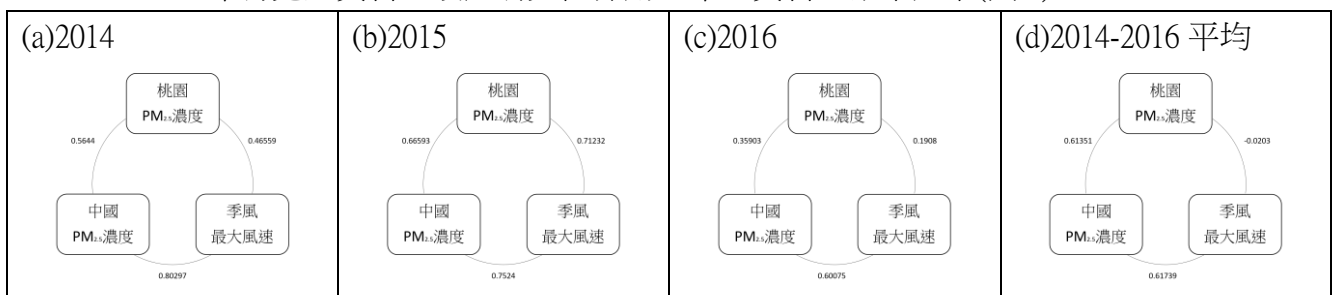 (a)2014
(b)2015
(c)2016
(d)2014-2016 平均
桃園
PM₂.₅濃度
0.5644
0.46559
中國
PM₂.₅濃度
季風
最大風速
0.80297
桃園
PM₂.₅濃度
0.66593
0.71232
中國
PM₂.₅濃度
季風
最大風速
0.7524
桃園
PM₂.₅濃度
0.35903
0.1908
中國
PM₂.₅濃度
季風
最大風速
0.60075
桃園
PM₂.₅濃度
0.61351
-0.0203
中國
PM₂.₅濃度
季風
最大風速
0.61739